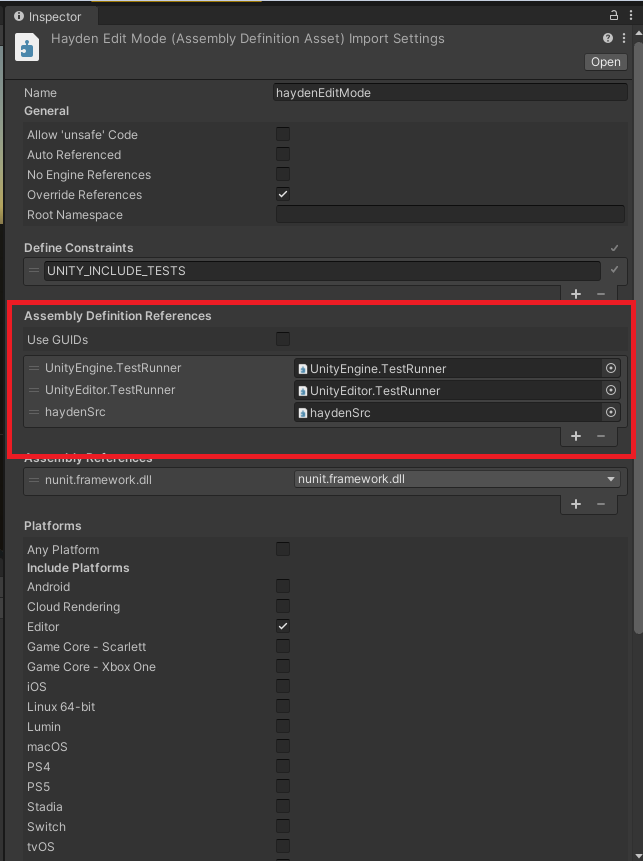 Inspector
Hayden Edit Mode (Assembly Definition Asset) Import Settings
Open
Name haydenEditMode
General
Allow 'unsafe' Code
Auto Referenced
No Engine References
Override References
Root Namespace
Define Constraints
UNITY_INCLUDE_TESTS
Assembly Definition References
Use GUIDs
UnityEngine.TestRunner UnityEngine.TestRunner
UnityEditor.TestRunner UnityEditor.TestRunner
haydenSrc haydenSrc
Assembly References
nunit.framework.dll nunit.framework.dll
Platforms
Any Platform
Include Platforms
Android
Cloud Rendering
Editor
Game Core - Scarlett
Game Core - Xbox One
iOS
Linux 64-bit
Lumin
macOS
PS4
PS5
Stadia
Switch
tvOS